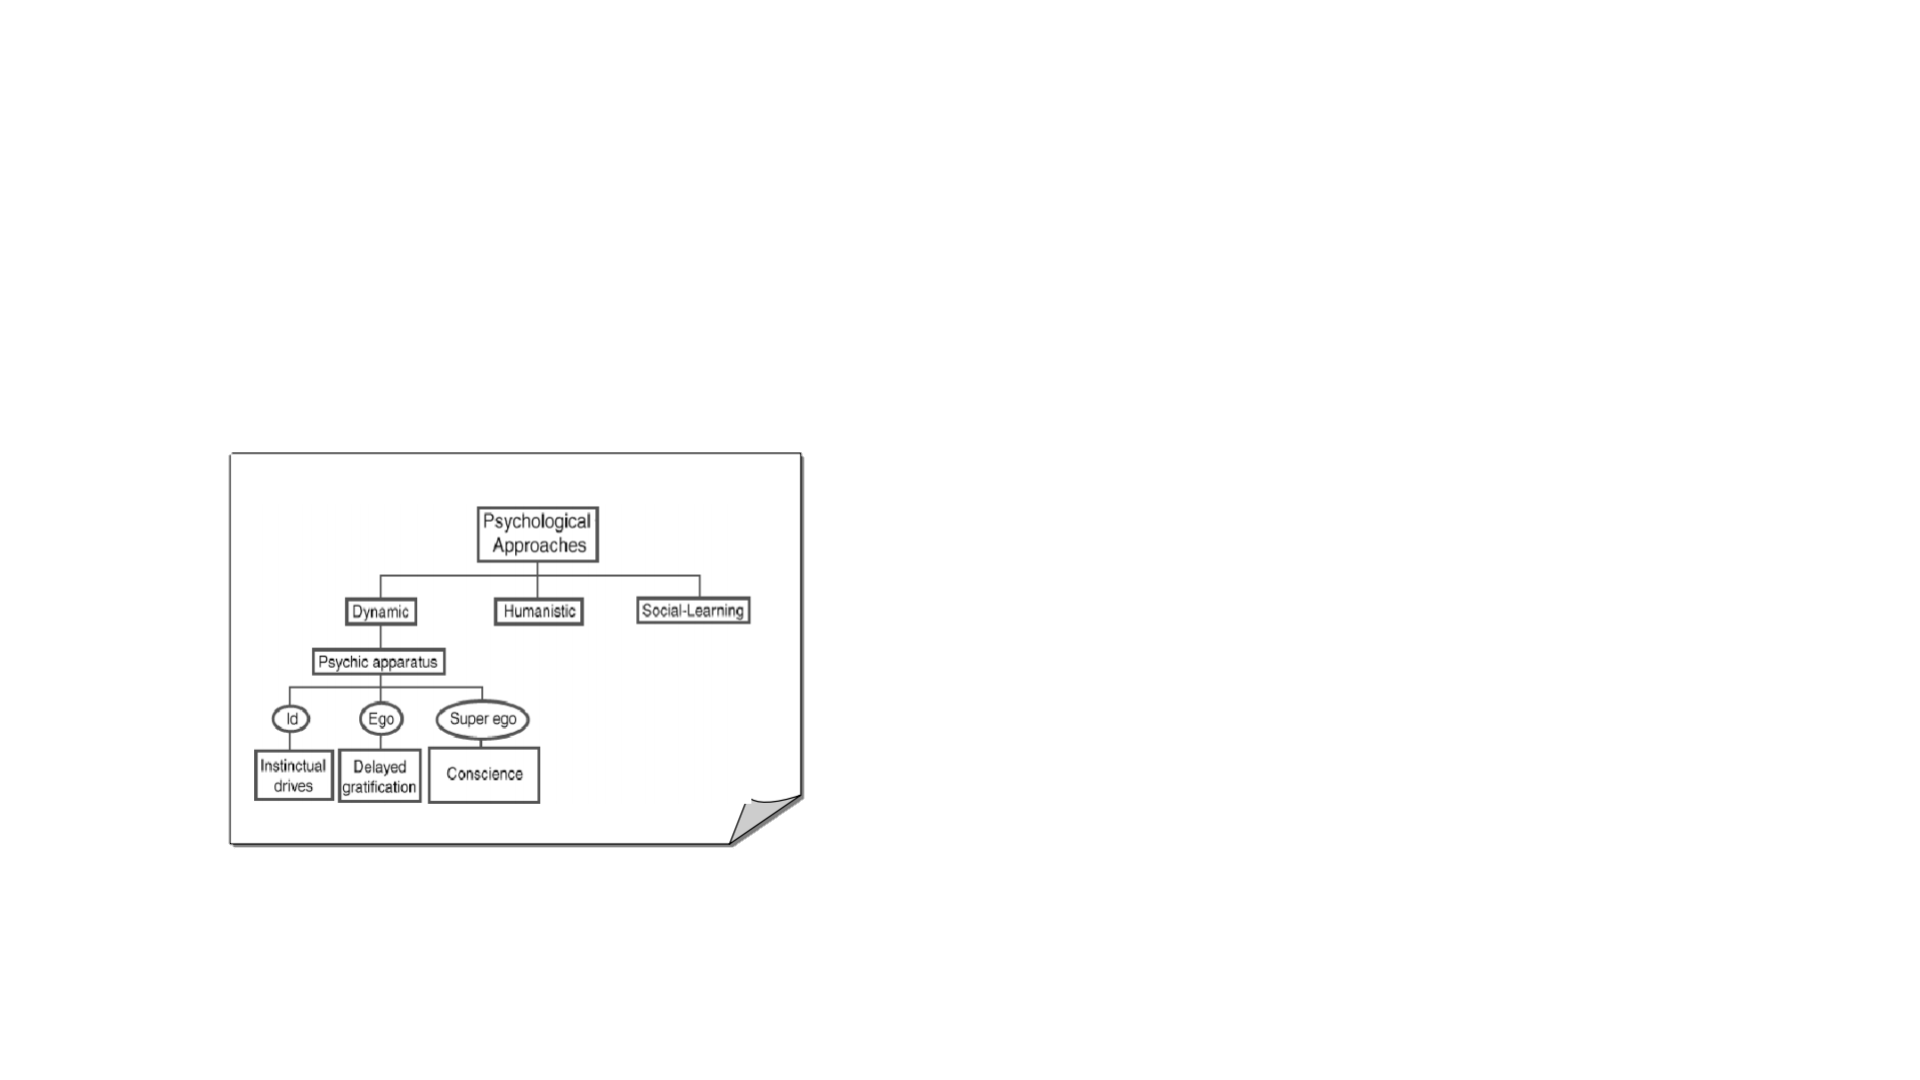 Psychological
Approaches
Dynamic
Humanistic
Social-Learning
Psychic apparatus
Id
Ego
Super ego
Instinctual
drives
Delayed
gratification
Conscience